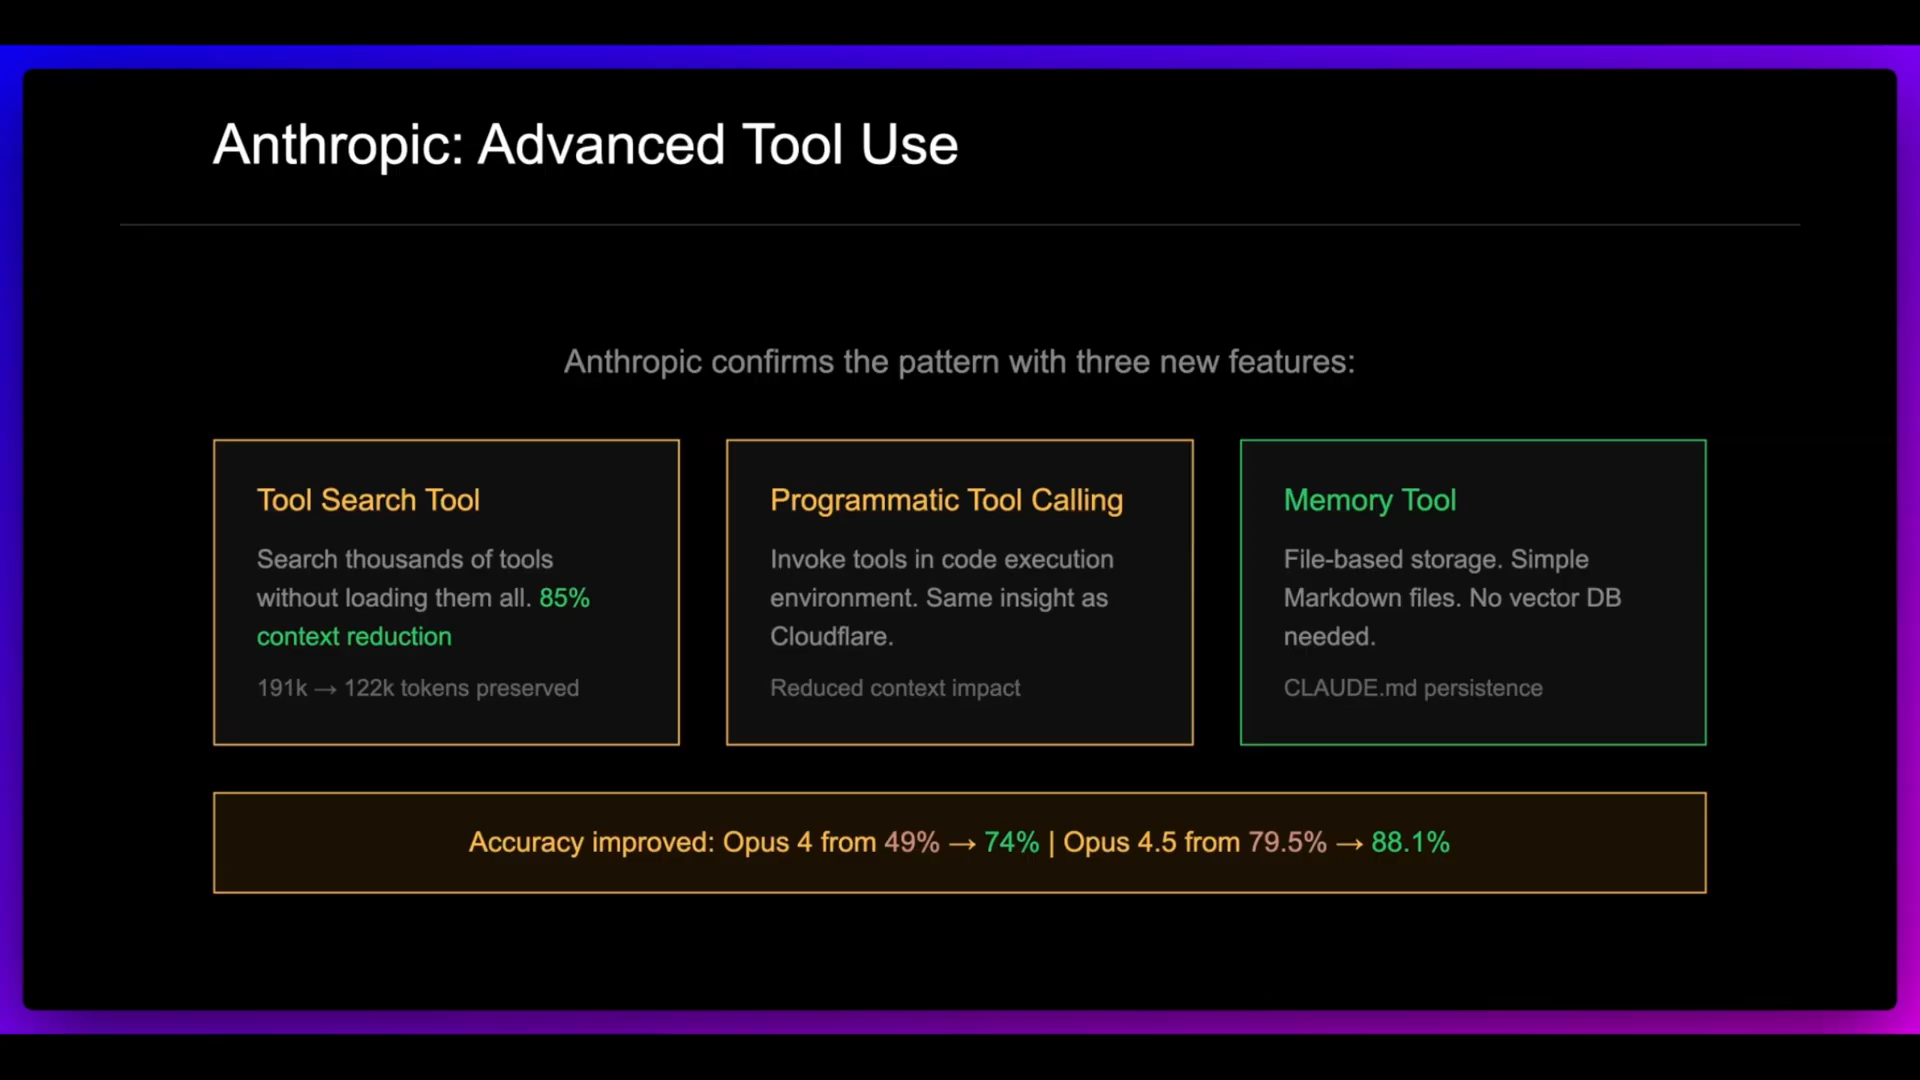 Anthropic: Advanced Tool Use
Anthropic confirms the pattern with three new features:
Tool Search Tool
Search thousands of tools
without loading them all. 85%
context reduction
191k → 122k tokens preserved
Programmatic Tool Calling
Invoke tools in code execution
environment. Same insight as
Cloudflare.
Reduced context impact
Memory Tool
File-based storage. Simple
Markdown files. No vector DB
needed.
CLAUDE.md persistence
Accuracy improved: Opus 4 from 49% → 74% | Opus 4.5 from 79.5% → 88.1%